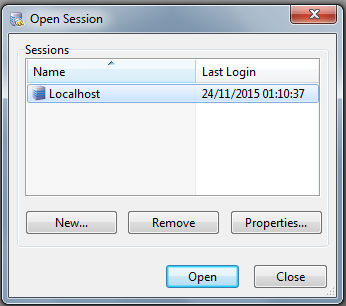 Open Session
Sessions
Name Last Login
Localhost 24/11/2015 01:10:37
New... Remove Properties...
Open Close